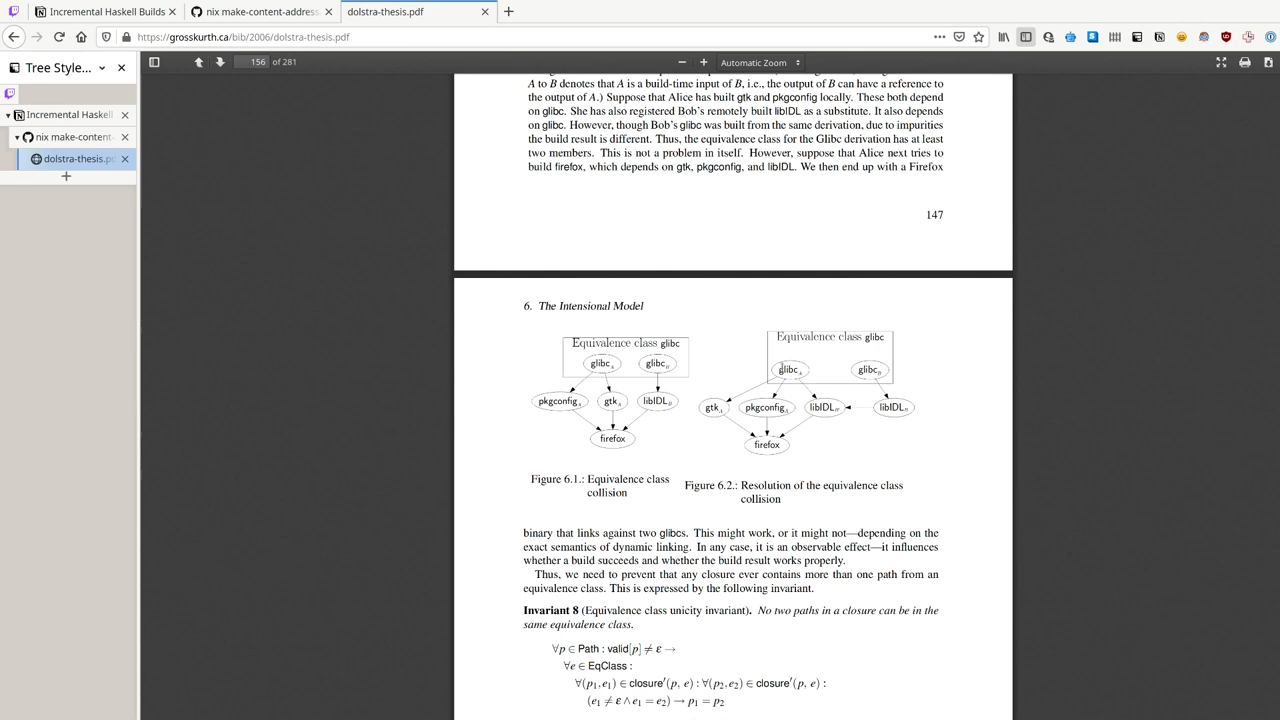 Incremental Haskell Builds
nix make-content-address
dolstra-thesis.pdf
https://grosskurth.ca/bib/2006/dolstra-thesis.pdf
Tree Style...
156 of 281
Automatic Zoom
Incremental Haskell
nix make-content-
dolstra-thesis.p
A to B denotes that A is a build-time input of B, i.e., the output of B can have a reference to
the output of A.) Suppose that Alice has built gtk and pkgconfig locally. These both depend
on glibc. She has also registered Bob's remotely built libIDL as a substitute. It also depends
on glibc. However, though Bob's glibc was built from the same derivation, due to impurities
the build result is different. Thus, the equivalence class for the Glibc derivation has at least
two members. This is not a problem in itself. However, suppose that Alice next tries to
build firefox, which depends on gtk, pkgconfig, and libIDL. We then end up with a Firefox
147
6. The Intensional Model
Equivalence class glibc
glibcA glibcB
pkgconfigA gtkA libIDLB
firefox
Figure 6.1.: Equivalence class
collision
Equivalence class glibc
glibcA glibcB
gtkA pkgconfigA libIDLB' libIDLB
firefox
Figure 6.2.: Resolution of the equivalence class
collision
binary that links against two glibcs. This might work, or it might not—depending on the
exact semantics of dynamic linking. In any case, it is an observable effect—it influences
whether a build succeeds and whether the build result works properly.
Thus, we need to prevent that any closure ever contains more than one path from an
equivalence class. This is expressed by the following invariant.
Invariant 8 (Equivalence class unicity invariant). No two paths in a closure can be in the
same equivalence class.
∀p ∈ Path : valid[p] ≠ ε →
∀e ∈ EqClass :
∀(p1,e1) ∈ closure′(p, e) : ∀(p2,e2) ∈ closure′(p, e) :
(e1 ≠ ε ∧ e1 = e2) → p1 = p2